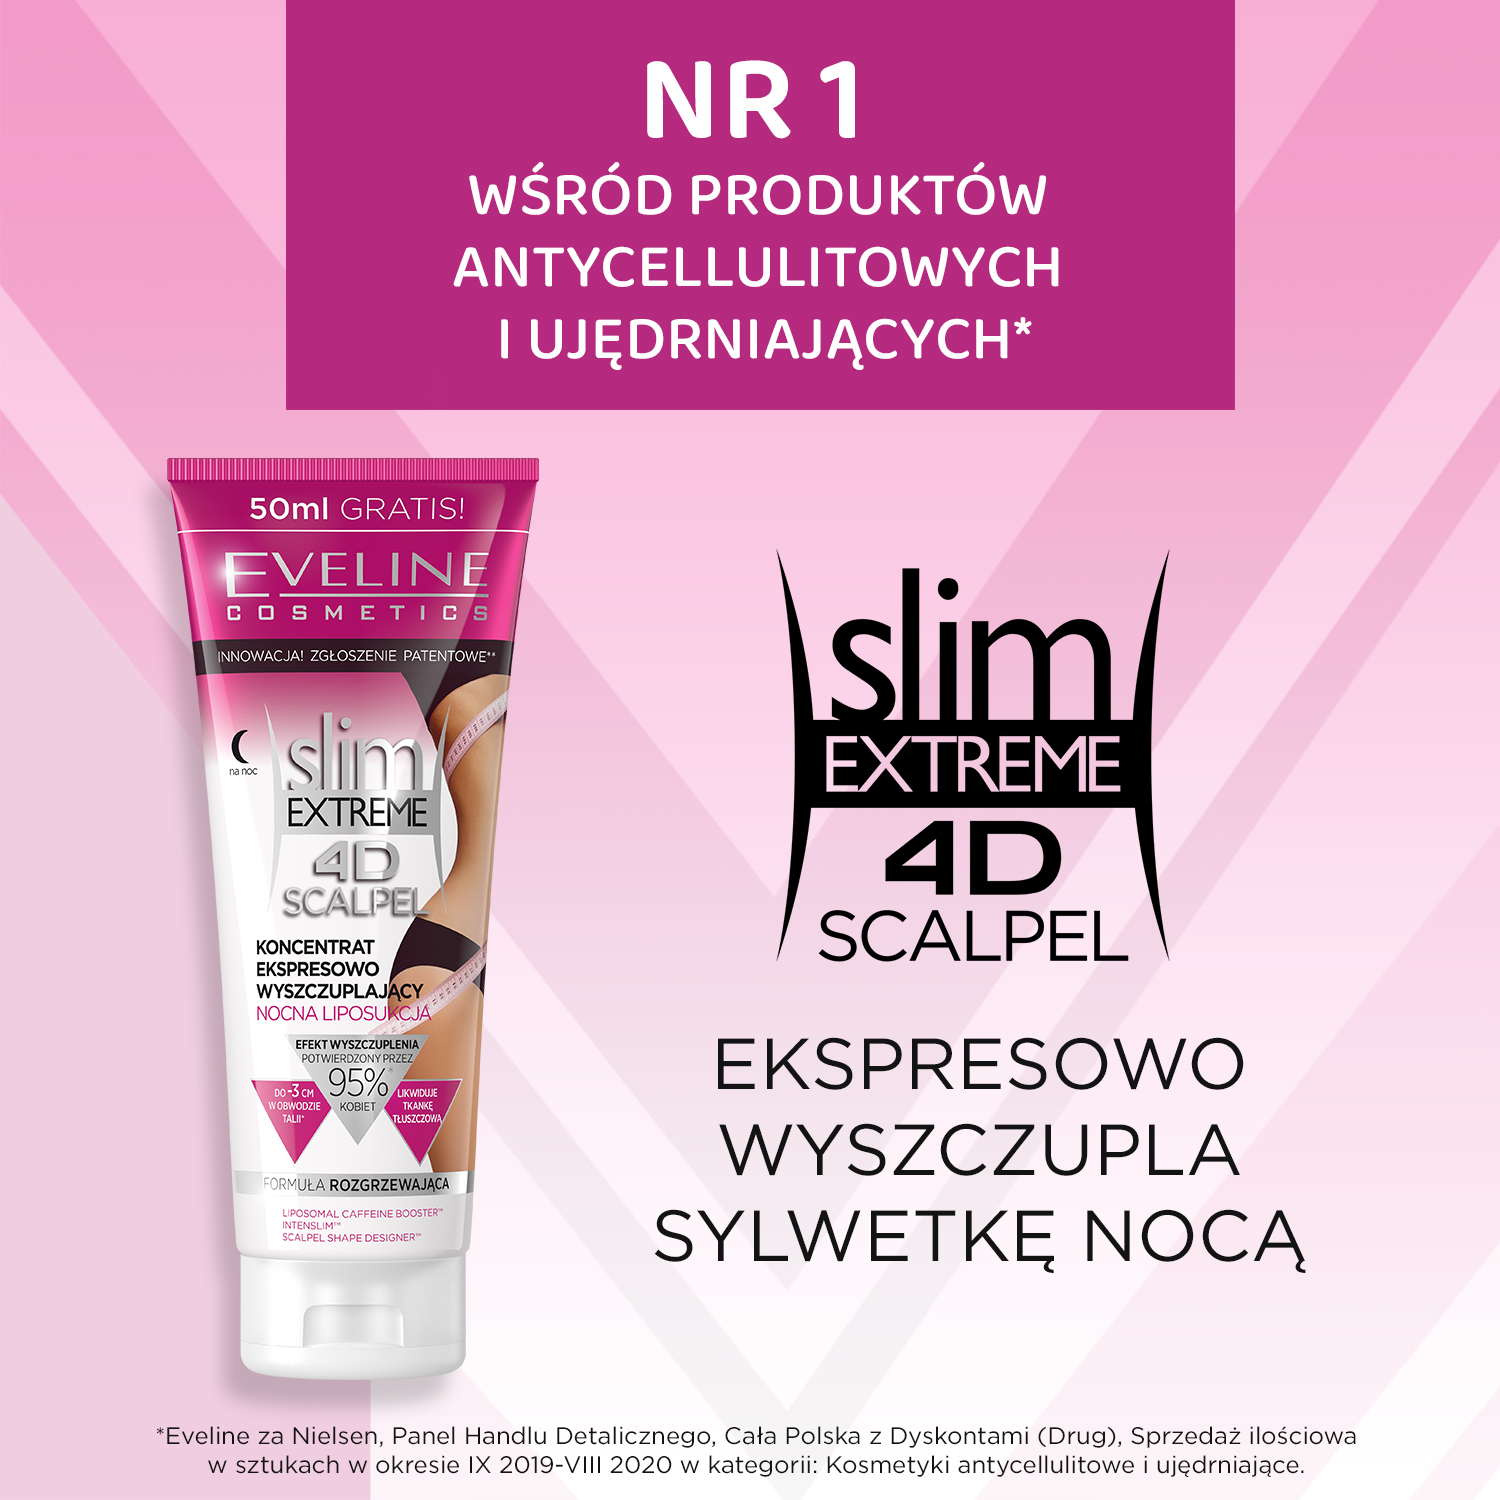 NR 1
WŚRÓD PRODUKTÓW
ANTYCELLULITOWYCH
I UJĘDRNIAJĄCYCH*
50ml GRATIS!
EVELINE
COSMETICS
INNOWACJA! ZGŁOSZENIE PATENTOWE**
na noc
slim
EXTREME
4D
SCALPEL
KONCENTRAT
EKSPRESOWO
WYSZCZUPLAJĄCY
NOCNA LIPOSUKCJA
EFEKT WYSZCZUPLENIA
POTWIERDZONY PRZEZ
95%*
KOBIET
DO -3 CM
W OBWODZIE
TALII*
LIKWIDUJE
TKANKĘ
TŁUSZCZOWĄ
FORMUŁA ROZGRZEWAJĄCA
LIPOSOMAL CAFFEINE BOOSTER™
INTENSLIM™
SCALPEL SHAPE DESIGNER™
slim
EXTREME
4D
SCALPEL
EKSPRESOWO
WYSZCZUPLA
SYLWETKĘ NOCĄ
*Eveline za Nielsen, Panel Handlu Detalicznego, Cała Polska z Dyskontami (Drug), Sprzedaż ilościowa
w sztukach w okresie IX 2019-VIII 2020 w kategorii: Kosmetyki antycellulitowe i ujędrniające.